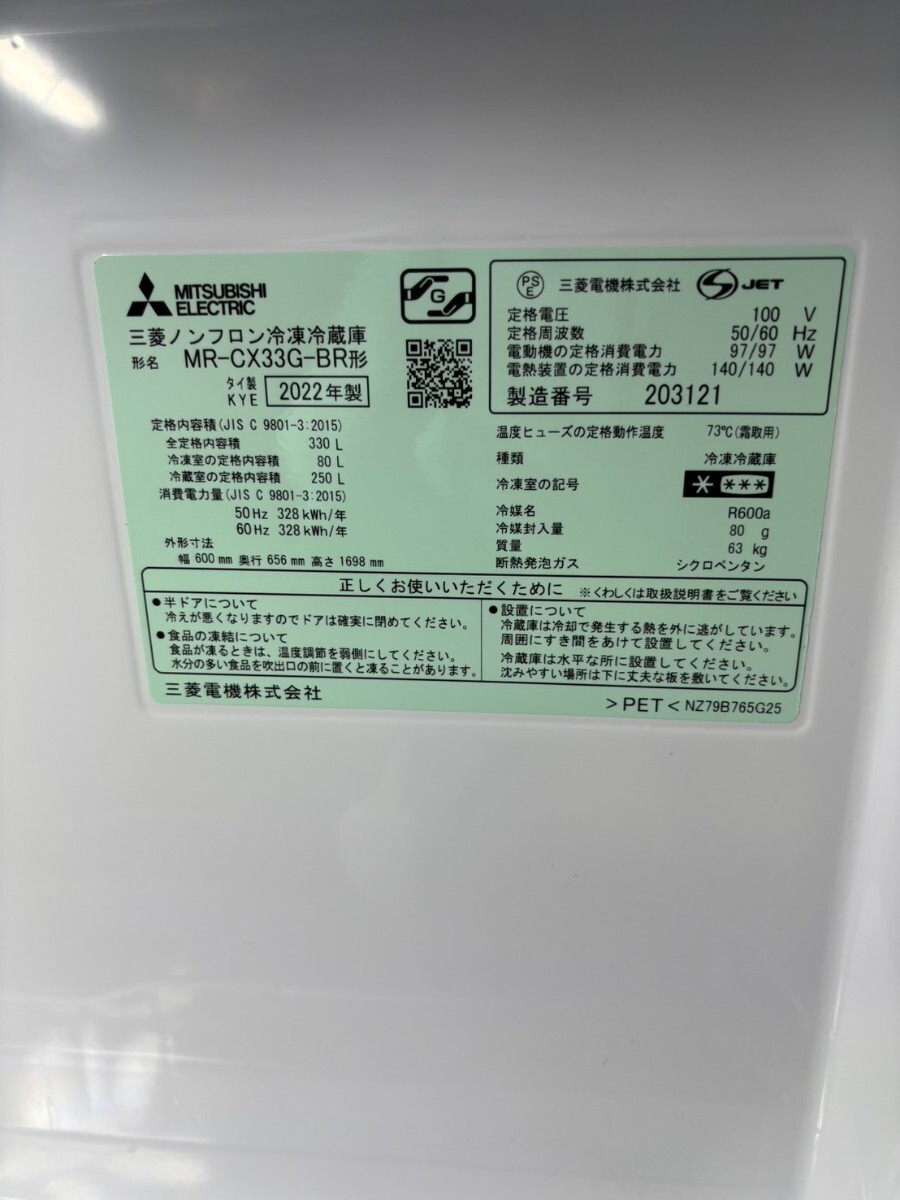 MITSUBISHI
ELECTRIC
三菱ノンフロン冷凍冷蔵庫
形名 MR-CX33G-BR形
タイ製
KYE
2022年製
G
定格内容積(JIS C 9801-3:2015)
全定格内容積 330 L
冷凍室の定格内容積 80 L
冷蔵室の定格内容積 250 L
消費電力量(JIS C 9801-3:2015)
50Hz 328kWh/年
60Hz 328kWh/年
外形寸法
幅 600mm 奥行 656mm 高さ 1698mm
PS
E
三菱電機株式会社
JET
定格電圧 100 V
定格周波数 50/60 Hz
電動機の定格消費電力 97/97 W
電熱装置の定格消費電力 140/140 W
製造番号 203121
温度ヒューズの定格動作温度 73℃(霜取用)
種類 冷凍冷蔵庫
冷凍室の記号 * ***
冷媒名 R600a
冷媒封入量 80 g
質量 63 kg
断熱発泡ガス シクロペンタン
正しくお使いいただくために ※くわしくは取扱説明書をご覧ください
●半ドアについて
冷えが悪くなりますのでドアは確実に閉めてください。
●食品の凍結について
食品が凍るときは、温度調節を弱側にしてください。
水分の多い食品を吹出口の前に置くと凍ることがあります。
●設置について
冷蔵庫は冷却で発生する熱を外に逃がしています。
周囲にすき間をあけて設置してください。
冷蔵庫は水平な所に設置してください。
沈みやすい場所は下に丈夫な板を敷いてください。
三菱電機株式会社
>PET< NZ79B765G25